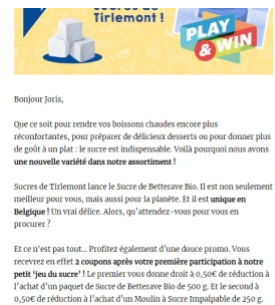 Tirlemont !
PLAY
& WIN
Bonjour Joris,
Que ce soit pour rendre vos boissons chaudes encore plus
réconfortantes, pour préparer de délicieux desserts ou pour donner plus
de goût à un plat : le sucre est indispensable. Voilà pourquoi nous avons
une nouvelle variété dans notre assortiment !
Sucres de Tirlemont lance le Sucre de Betterave Bio. Il est non seulement
meilleur pour vous, mais aussi pour la planète. Et il est unique en
Belgique ! Un vrai délice. Alors, qu'attendez-vous pour vous en
procurer ?
Et ce n'est pas tout... Profitez également d'une douce promo. Vous
recevrez en effet 2 coupons après votre première participation à notre
petit 'jeu du sucre' ! Le premier vous donne droit à 0,50€ de réduction à
l'achat d'un paquet de Sucre de Betterave Bio de 500 g. Et le second à
0,50€ de réduction à l'achat d'un Moulin à Sucre Impalpable de 250 g.